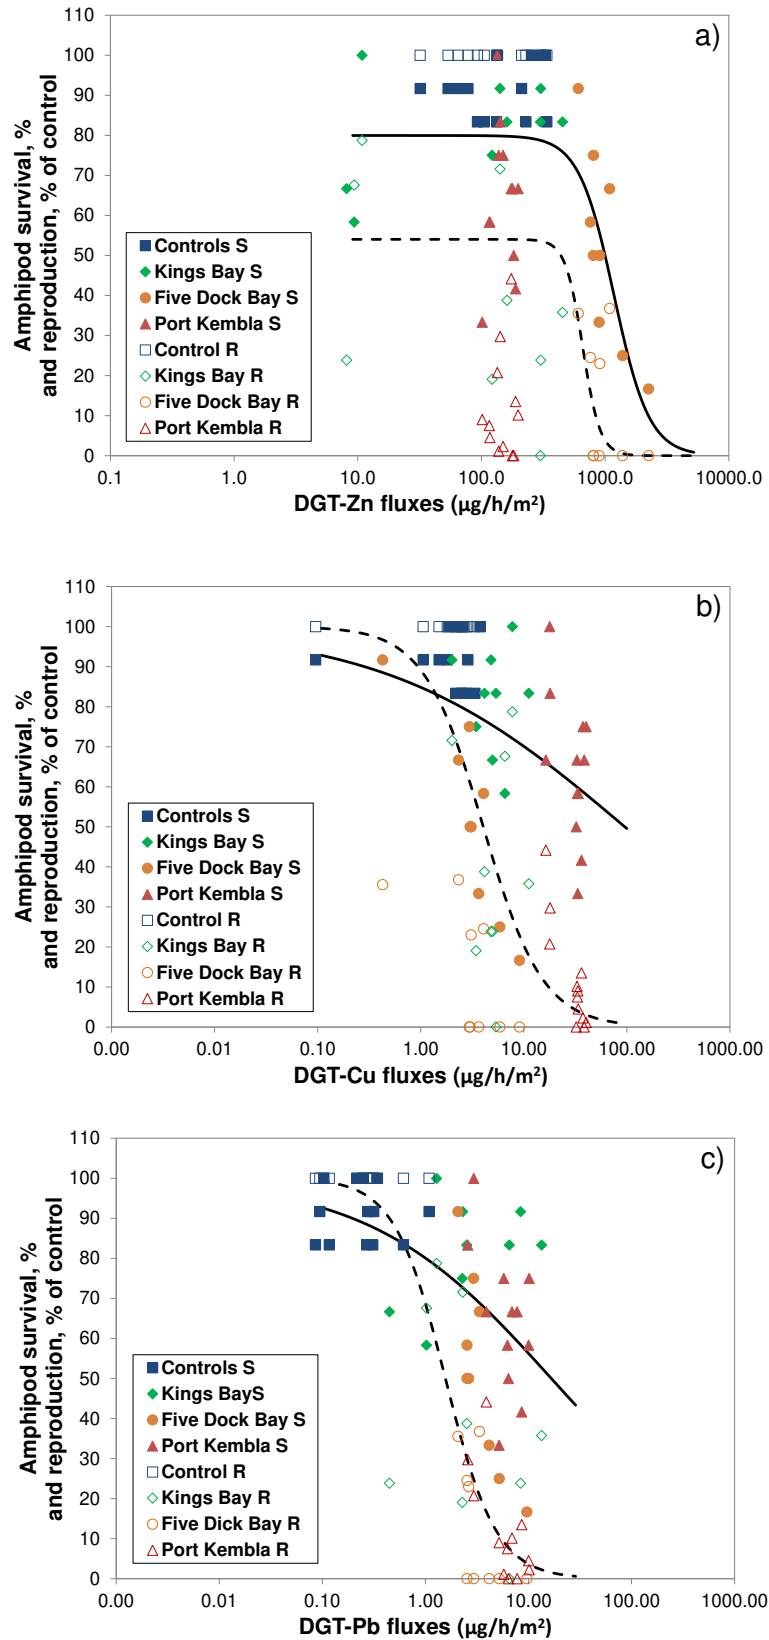 a)
Amphipod survival, %
and reproduction, % of control
110
100
90
80
70
60
50
40
30
20
10
0
Controls S
Kings Bay S
Five Dock Bay S
Port Kembla S
Control R
Kings Bay R
Five Dock Bay R
Port Kembla R
0.1 1.0 10.0 100.0 1000.0 10000.0
DGT-Zn fluxes (µg/h/m²)
b)
Amphipod survival, %
and reproduction, % of control
110
100
90
80
70
60
50
40
30
20
10
0
Controls S
Kings Bay S
Five Dock Bay S
Port Kembla S
Control R
Kings Bay R
Five Dock Bay R
Port Kembla R
0.00 0.01 0.10 1.00 10.00 100.00 1000.00
DGT-Cu fluxes (µg/h/m²)
c)
Amphipod survival, %
and reproduction, % of control
110
100
90
80
70
60
50
40
30
20
10
0
Controls S
Kings BayS
Five Dock Bay S
Port Kembla S
Control R
Kings Bay R
Five Dick Bay R
Port Kembla R
0.00 0.01 0.10 1.00 10.00 100.00 1000.00
DGT-Pb fluxes (µg/h/m²)